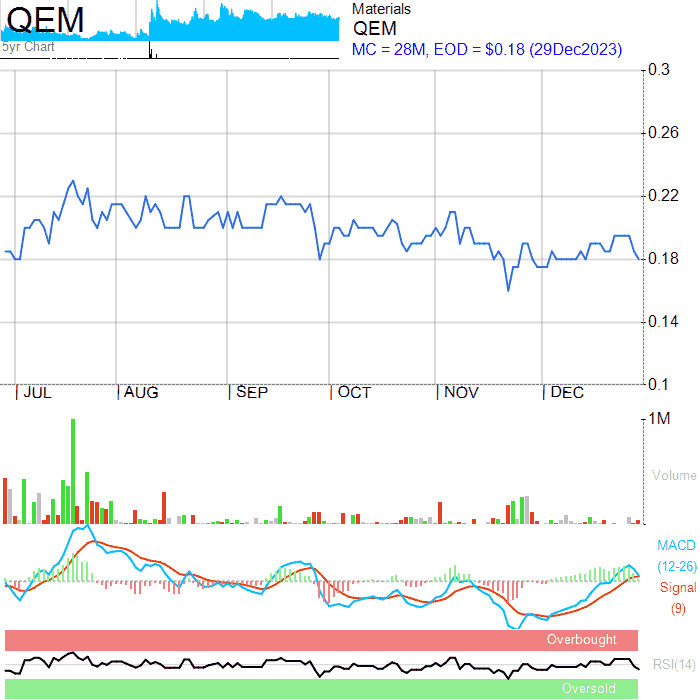 QEM
5yr Chart
Materials
QEM
MC = 28M, EOD = $0.18 (29Dec2023)
0.3
0.26
0.22
0.18
0.14
0.1
JUL AUG SEP OCT NOV DEC
1M
Volume
MACD
(12-26)
Signal
(9)
Overbought
RSI(14)
Oversold